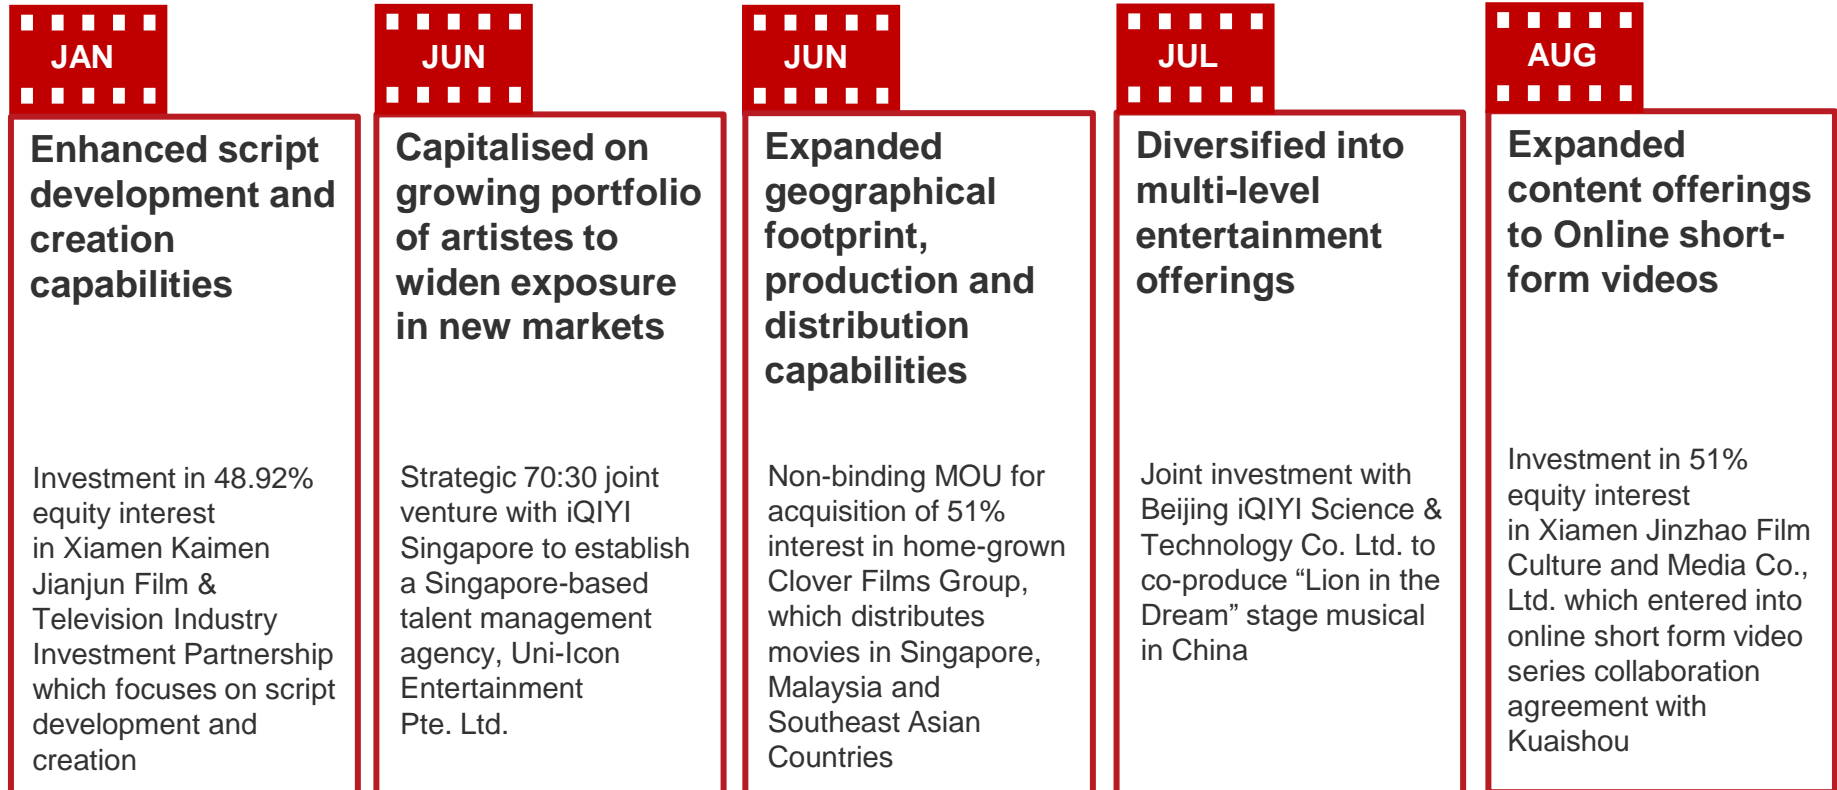 JAN
Enhanced script
development and
creation
capabilities
Investment in 48.92%
equity interest
in Xiamen Kaimen
Jianjun Film &
Television Industry
Investment Partnership
which focuses on script
development and
creation
JUN
Capitalised on
growing portfolio
of artistes to
widen exposure
in new markets
Strategic 70:30 joint
venture with iQIYI
Singapore to establish
a Singapore-based
talent management
agency, Uni-Icon
Entertainment
Pte. Ltd.
JUN
Expanded
geographical
footprint,
production and
distribution
capabilities
Non-binding MOU for
acquisition of 51%
interest in home-grown
Clover Films Group,
which distributes
movies in Singapore,
Malaysia and
Southeast Asian
Countries
JUL
Diversified into
multi-level
entertainment
offerings
Joint investment with
Beijing iQIYI Science &
Technology Co. Ltd. to
co-produce “Lion in the
Dream” stage musical
in China
AUG
Expanded
content offerings
to Online short-
form videos
Investment in 51%
equity interest
in Xiamen Jinzhao Film
Culture and Media Co.,
Ltd. which entered into
online short form video
series collaboration
agreement with
Kuaishou